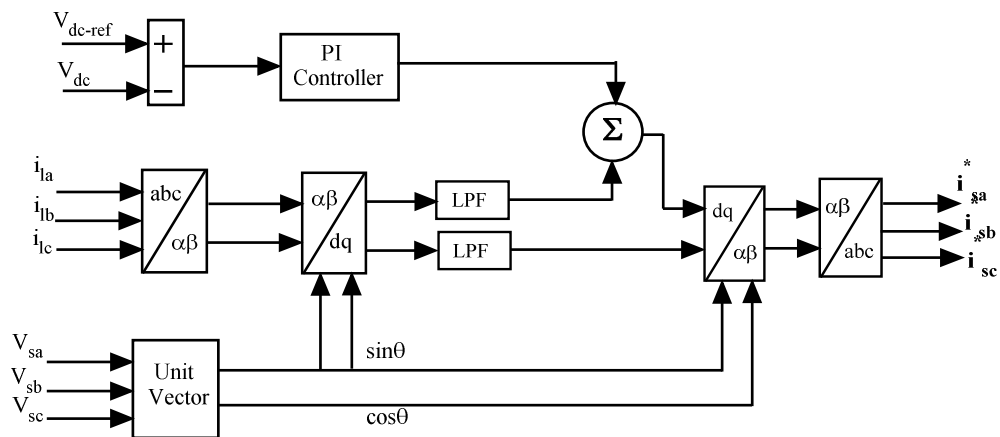 V_dc-ref
+
V_dc
−
PI
Controller
Σ
i_la
i_lb
i_lc
abc
αβ
αβ
dq
LPF
LPF
dq
αβ
αβ
abc
i*_sa
i*_sb
i*_sc
V_sa
V_sb
V_sc
Unit
Vector
sinθ
cosθ